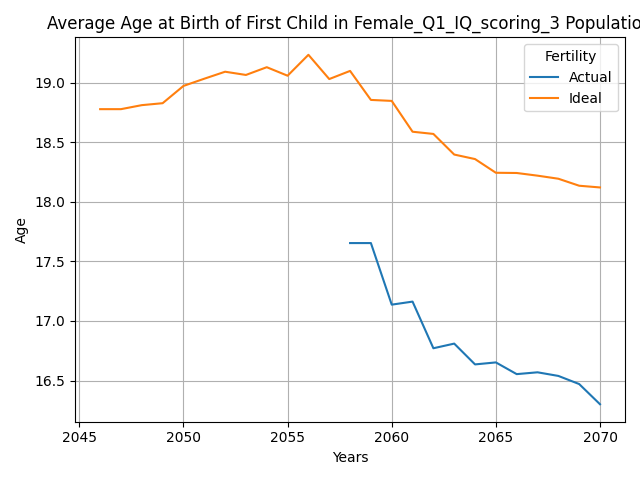 Average Age at Birth of First Child in Female_Q1_IQ_scoring_3 Populatio
Fertility
Actual
Ideal
19.0
18.5
18.0
17.5
17.0
16.5
Age
2045 2050 2055 2060 2065 2070
Years